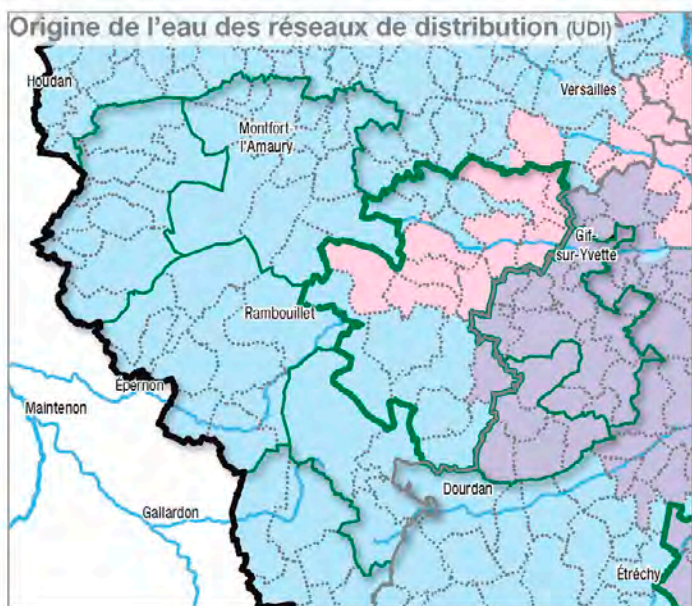 Origine de l'eau des réseaux de distribution (UDI)
Houdan
Versailles
Montfort
l'Amaury
Gif-
sur-Yvette
Rambouillet
Épernon
Maintenon
Dourdan
Gallardon
Étréchy